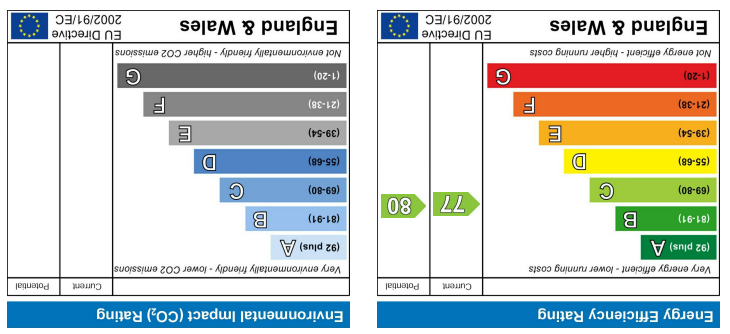 Energy Efficiency Rating
Current
Potential
Very energy efficient - lower running costs
(92 plus) A
(81-91) B
(69-80) C
(55-68) D
(39-54) E
(21-38) F
(1-20) G
Not energy efficient - higher running costs
77
80
England & Wales
EU Directive
2002/91/EC
Environmental Impact (CO₂) Rating
Current
Potential
Very environmentally friendly - lower CO2 emissions
(92 plus) A
(81-91) B
(69-80) C
(55-68) D
(39-54) E
(21-38) F
(1-20) G
Not environmentally friendly - higher CO2 emissions
England & Wales
EU Directive
2002/91/EC